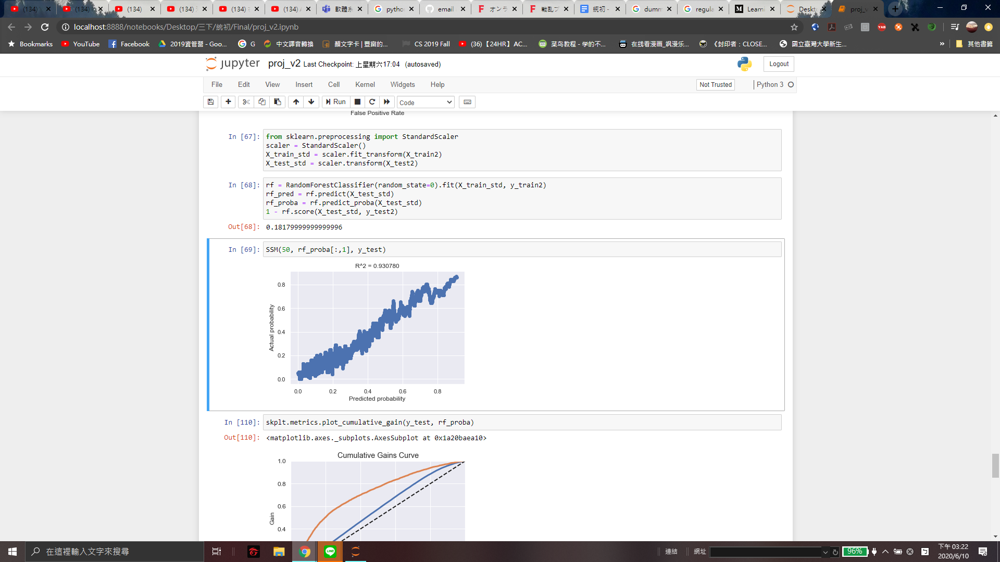 (134)
(134)
(134)
(134)
(134)
(134)
軟體系
pytho
email
オンラ
戦乱ブ
統初 -
dumm
regula
Learni
Deskt
proj_v
localhost:8888/notebooks/Desktop/三下/統初/Final/proj_v2.ipynb
Bookmarks
YouTube
Facebook
2019資管營 - Goo...
G
中文譯音轉換
顏文字卡 | 豐富的...
CS 2019 Fall
(36)【24HR】AC...
菜鸟教程 - 学的不...
在线看漫画_飒漫乐...
《封印者：CLOSE...
國立臺灣大學新生...
»
其他書籤
jupyter
proj_v2 Last Checkpoint: 上星期六17:04 (autosaved)
Logout
File Edit View Insert Cell Kernel Widgets Help
Not Trusted
Python 3
Run
Code
False Positive Rate
In [67]:
from sklearn.preprocessing import StandardScaler
scaler = StandardScaler()
X_train_std = scaler.fit_transform(X_train2)
X_test_std = scaler.transform(X_test2)
In [68]:
rf = RandomForestClassifier(random_state=0).fit(X_train_std, y_train2)
rf_pred = rf.predict(X_test_std)
rf_proba = rf.predict_proba(X_test_std)
1 - rf.score(X_test_std, y_test2)
Out[68]: 0.18179999999999996
In [69]: SSM(50, rf_proba[:,1], y_test)
R^2 = 0.930780
0.8
0.6
0.4
0.2
0.0
Actual probability
0.0 0.2 0.4 0.6 0.8
Predicted probability
In [110]: skplt.metrics.plot_cumulative_gain(y_test, rf_proba)
Out[110]: <matplotlib.axes._subplots.AxesSubplot at 0x1a20baea10>
Cumulative Gains Curve
1.0
0.8
0.6
0.4
Gain
在這裡輸入文字來搜尋
LINE
連結
網址
96%
下午 03:22
2020/6/10